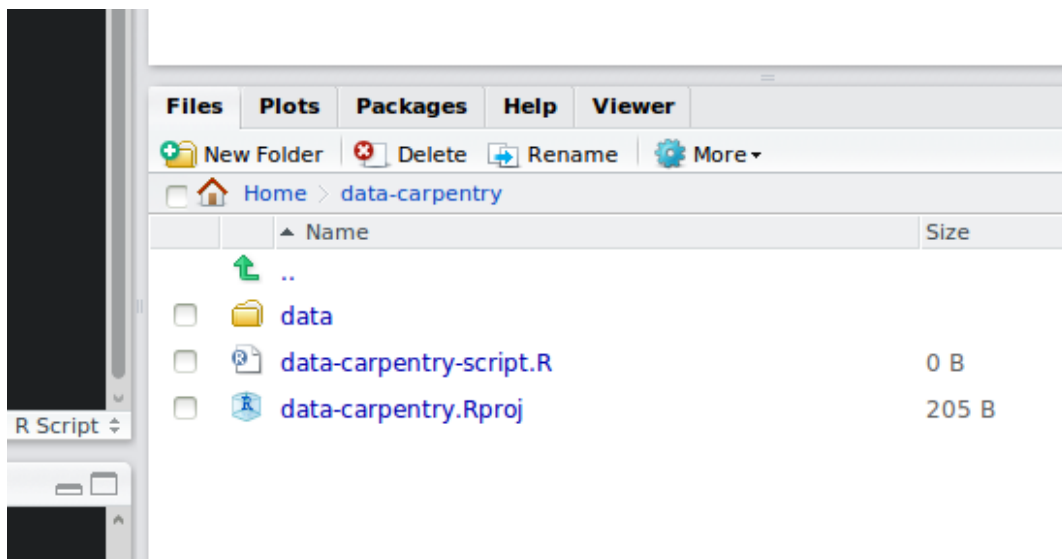 Files Plots Packages Help Viewer
New Folder Delete Rename More
Home data-carpentry
Name Size
..
data
data-carpentry-script.R 0 B
data-carpentry.Rproj 205 B
R Script